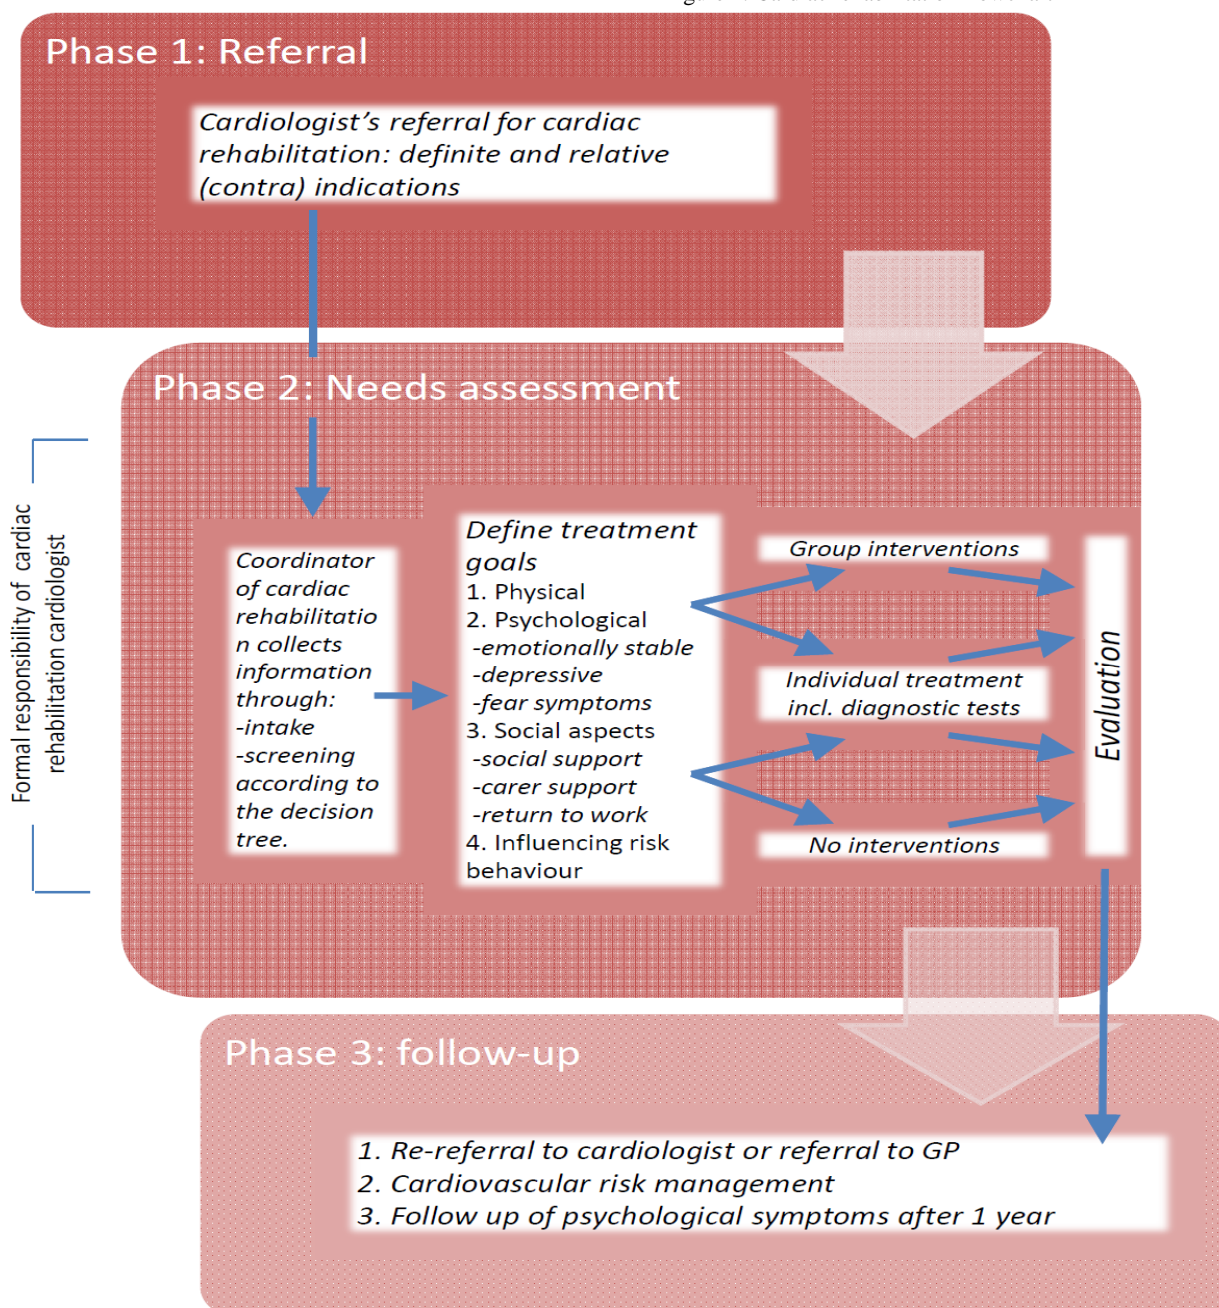 Phase 1: Referral
Cardiologist's referral for cardiac
rehabilitation: definite and relative
(contra) indications
Phase 2: Needs assessment
Formal responsibility of cardiac
rehabilitation cardiologist
Coordinator
of cardiac
rehabilitatio
n collects
information
through:
-intake
-screening
according to
the decision
tree.
Define treatment
goals
1. Physical
2. Psychological
-emotionally stable
-depressive
-fear symptoms
3. Social aspects
-social support
-carer support
-return to work
4. Influencing risk
behaviour
Group interventions
Individual treatment
incl. diagnostic tests
No interventions
Evaluation
Phase 3: follow-up
1. Re-referral to cardiologist or referral to GP
2. Cardiovascular risk management
3. Follow up of psychological symptoms after 1 year